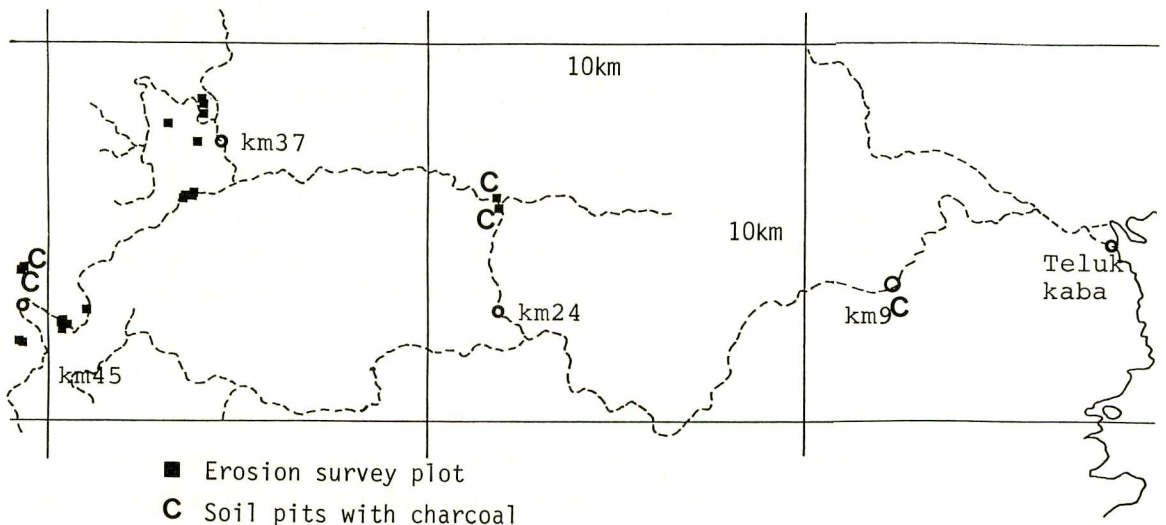 10km
km37
C
C
10km
C
C
Teluk
kaba
km24
km9
C
km45
Erosion survey plot
C Soil pits with charcoal